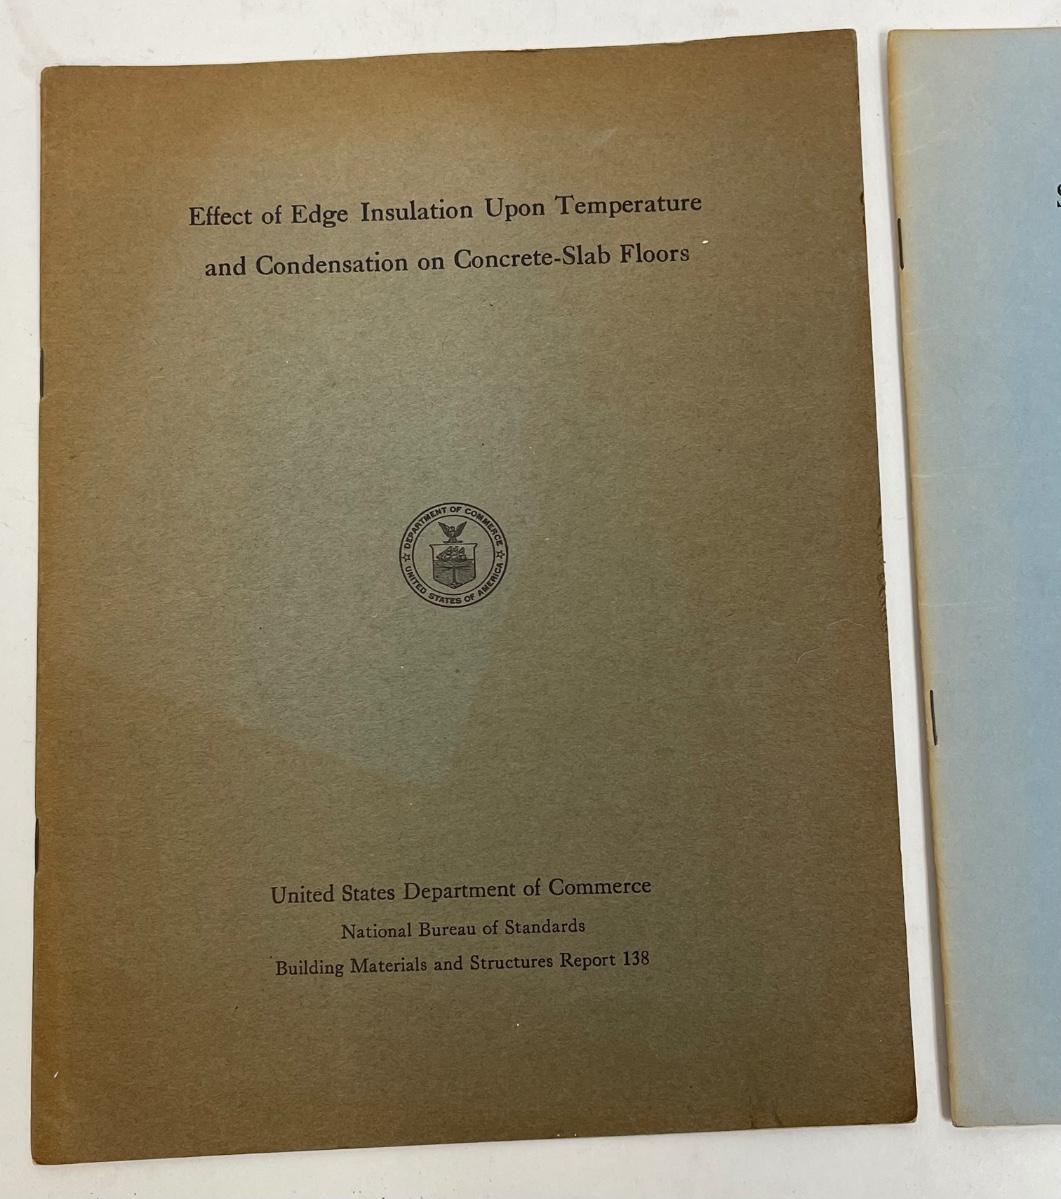 Effect of Edge Insulation Upon Temperature
and Condensation on Concrete-Slab Floors
DEPARTMENT OF COMMERCE
UNITED STATES OF AMERICA
United States Department of Commerce
National Bureau of Standards
Building Materials and Structures Report 138